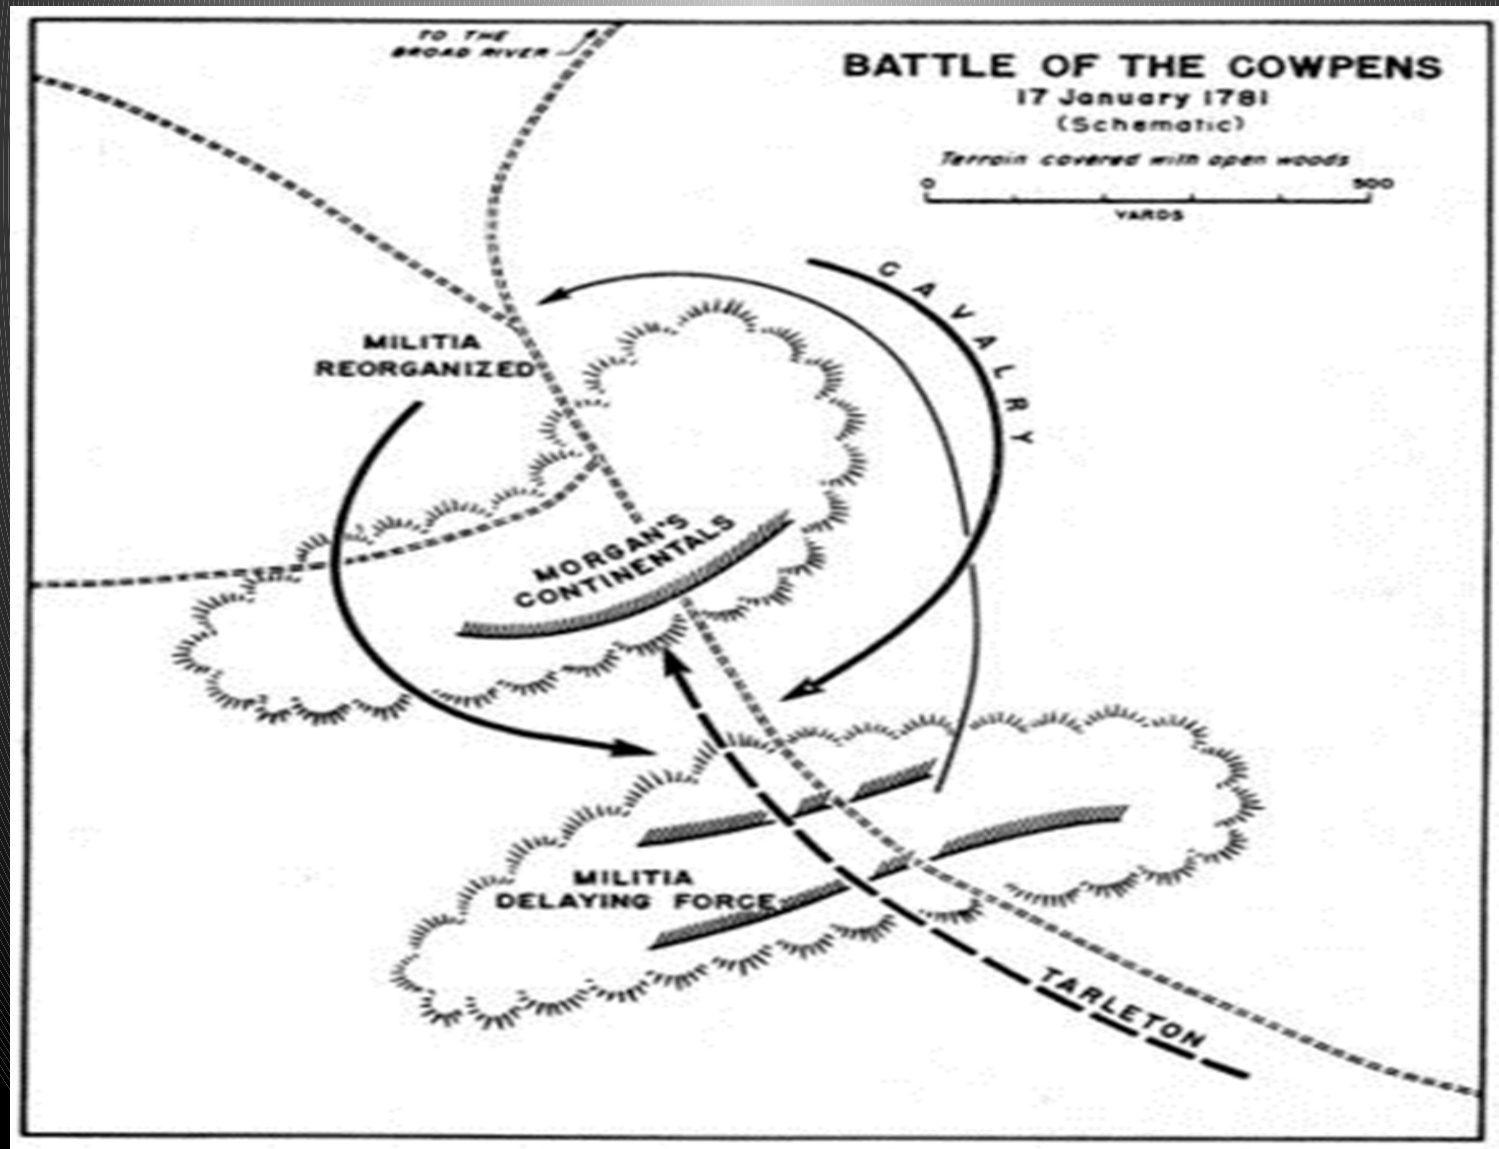 TO THE
BROAD RIVER
BATTLE OF THE COWPENS
17 January 1781
(Schematic)
Terrain covered with open woods
0 500
YARDS
CAVALRY
MILITIA
REORGANIZED
MORGAN'S
CONTINENTALS
MILITIA
DELAYING FORCE
TARLETON